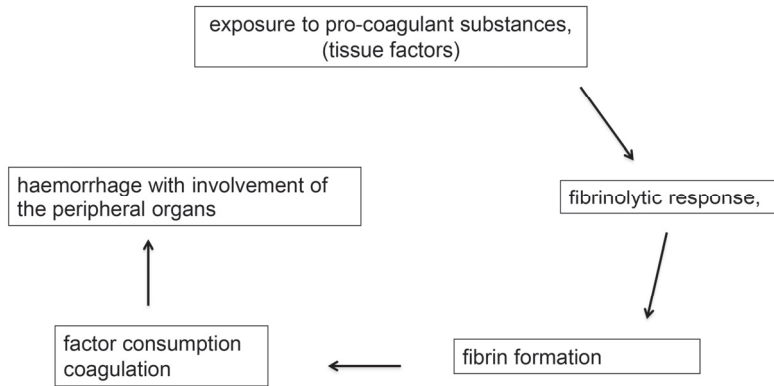 exposure to pro-coagulant substances,
(tissue factors)
fibrinolytic response,
fibrin formation
factor consumption
coagulation
haemorrhage with involvement of
the peripheral organs